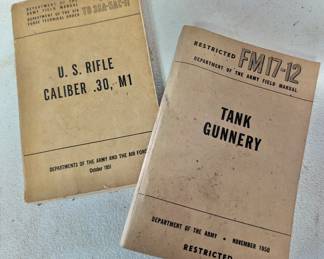 DEPARTMENT OF THE
ARMY FIELD MANUAL
DEPARTMENT OF THE AIR
FORCE TECHNICAL ORDER
U. S. RIFLE
CALIBER .30, M1
DEPARTMENTS OF THE ARMY AND THE AIR FORCE
October 1951
RESTRICTED FM 17-12
DEPARTMENT OF THE ARMY FIELD MANUAL
TANK
GUNNERY
DEPARTMENT OF THE ARMY • NOVEMBER 1950
RESTRICTED